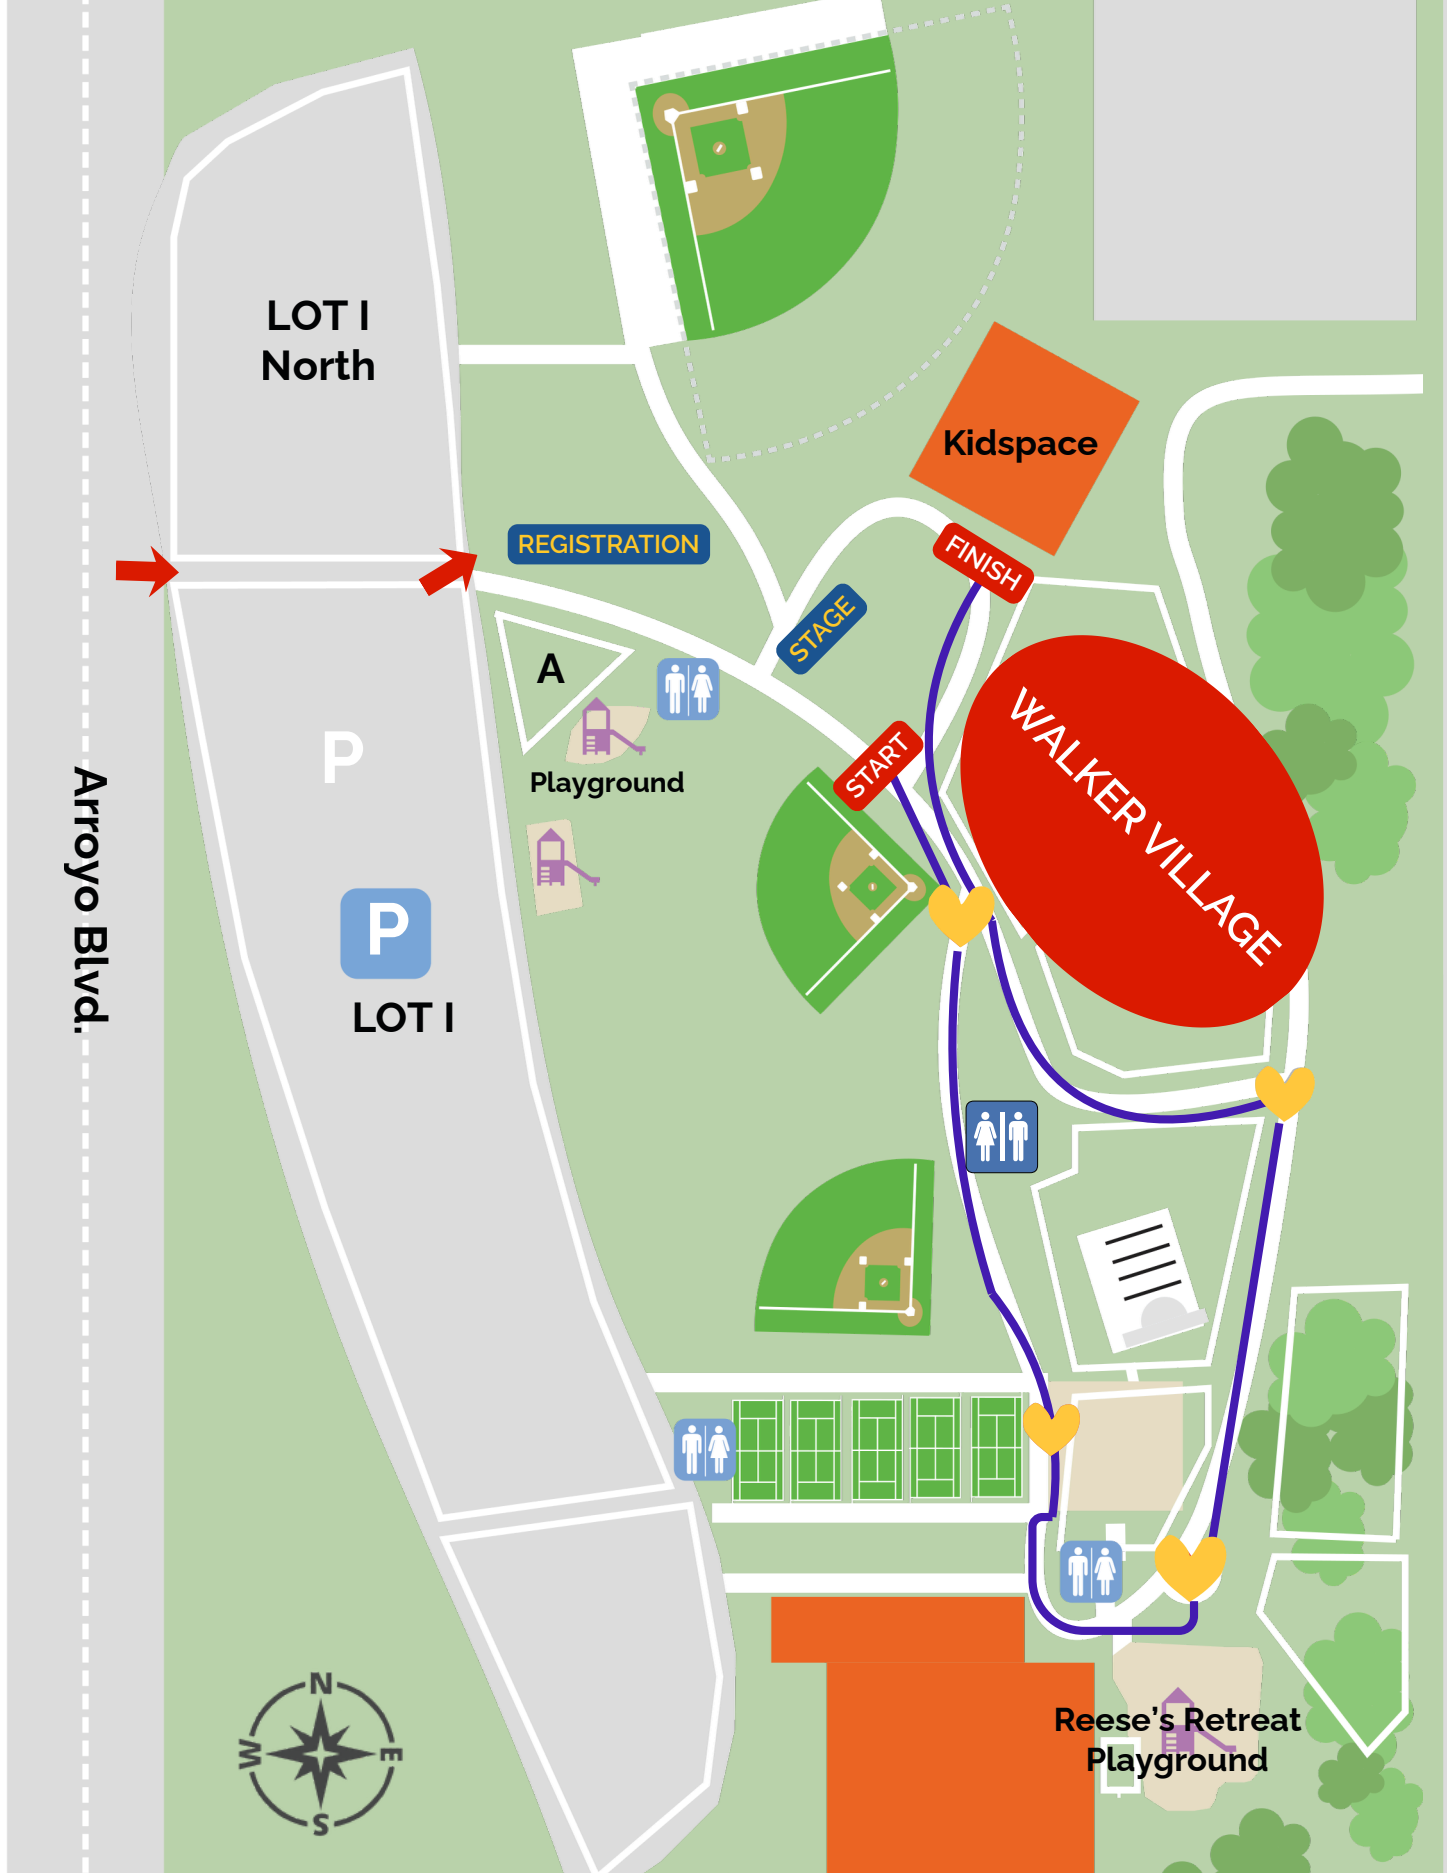 LOT I
North
Kidspace
REGISTRATION
FINISH
STAGE
A
START
P
Playground
WALKER VILLAGE
Arroyo Blvd.
P
LOT I
N
W
E
S
Reese's Retreat
Playground